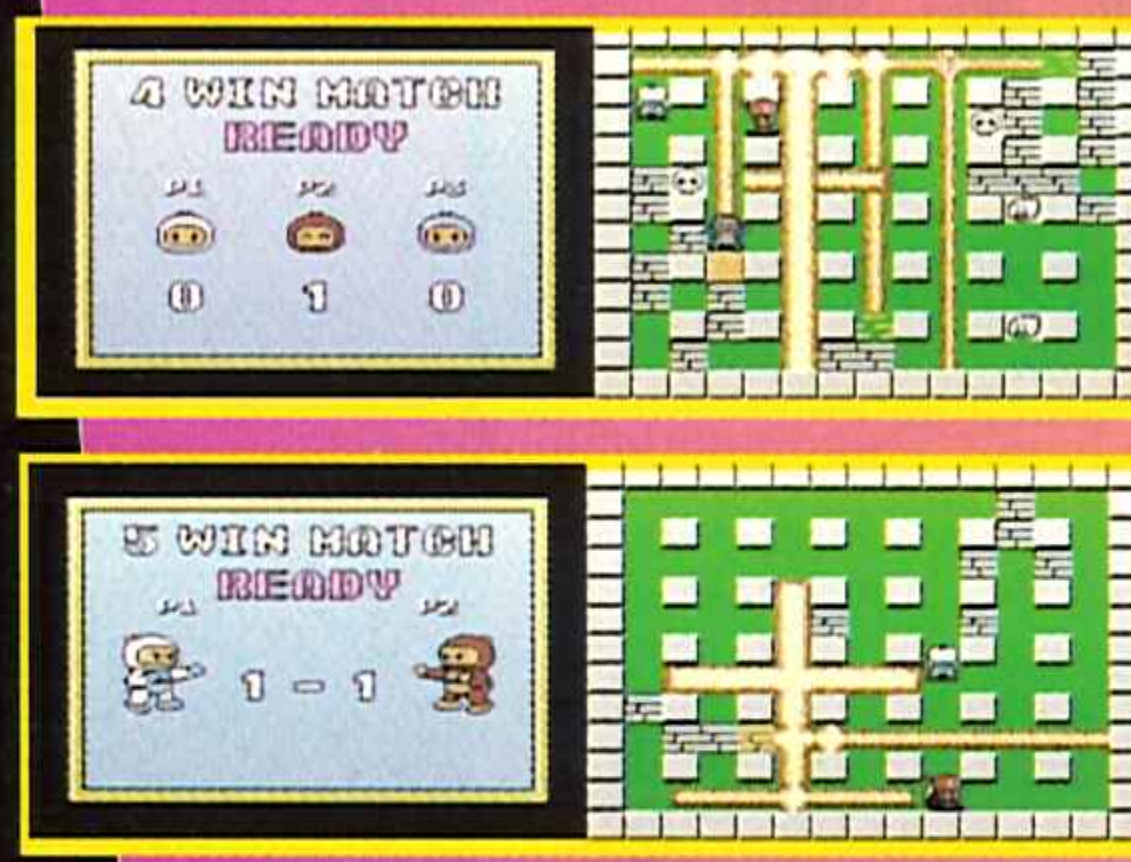 4 WIN MATCH
READY
P1 P2 P3
0 1 0
5 WIN MATCH
READY
P1 P2
1 - 1